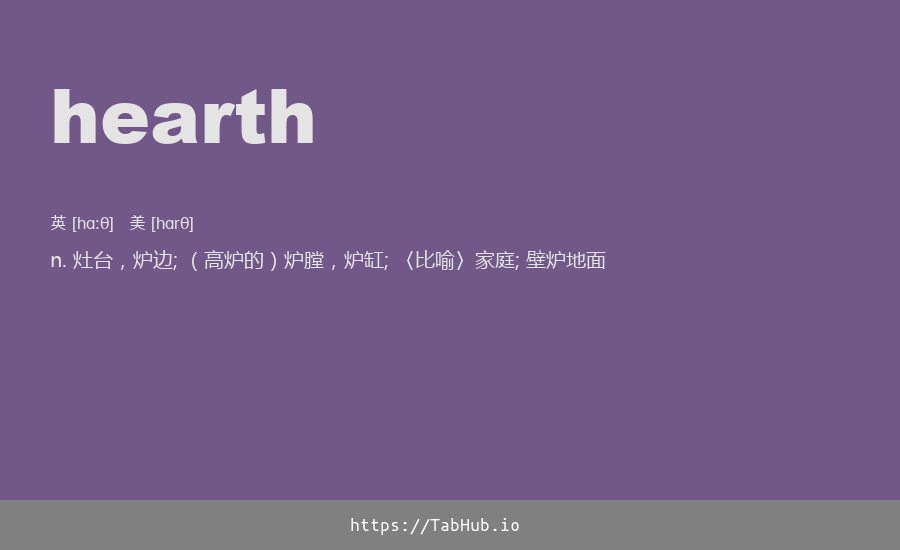 hearth
英 [hɑːθ] 美 [hɑrθ]
n. 灶台，炉边; （高炉的）炉膛，炉缸; 〈比喻〉家庭; 壁炉地面
https://TabHub.io